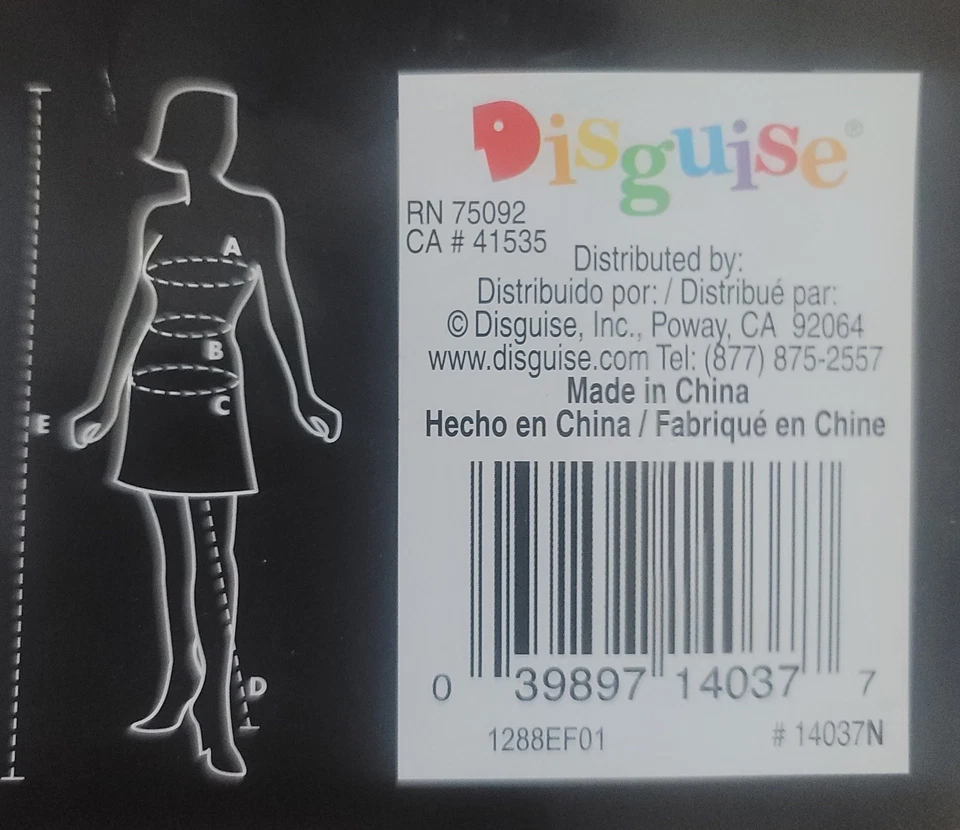 A
B
C
E
D
Disguise®
RN 75092
CA # 41535
Distributed by:
Distribuido por: / Distribué par:
© Disguise, Inc., Poway, CA 92064
www.disguise.com Tel: (877) 875-2557
Made in China
Hecho en China / Fabriqué en Chine
0 39897 14037 7
1288EF01 # 14037N